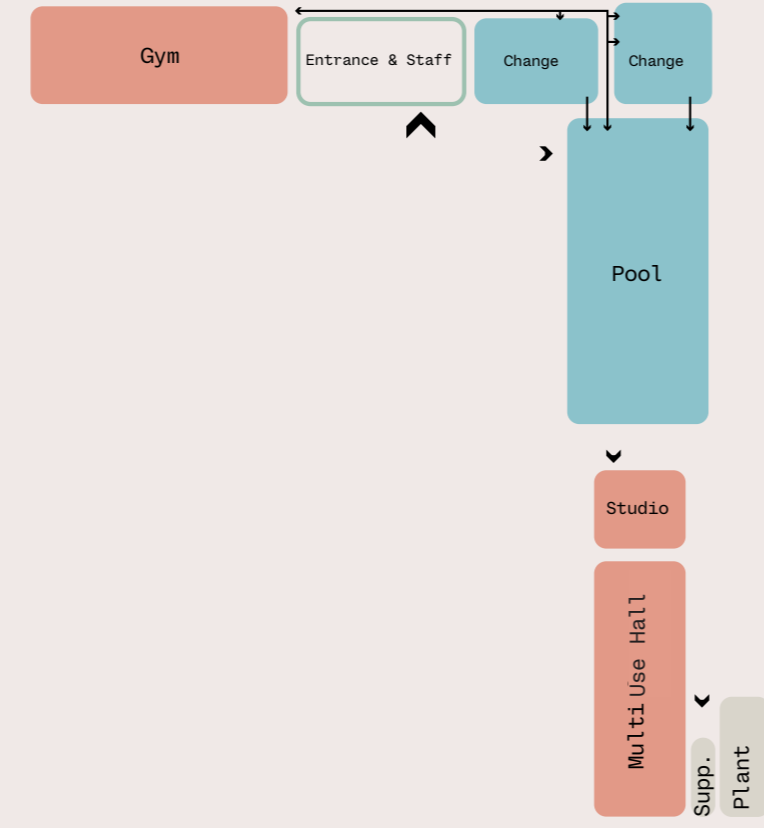 Gym
Entrance & Staff
Change
Change
Pool
Studio
Multi Use Hall
Supp.
Plant